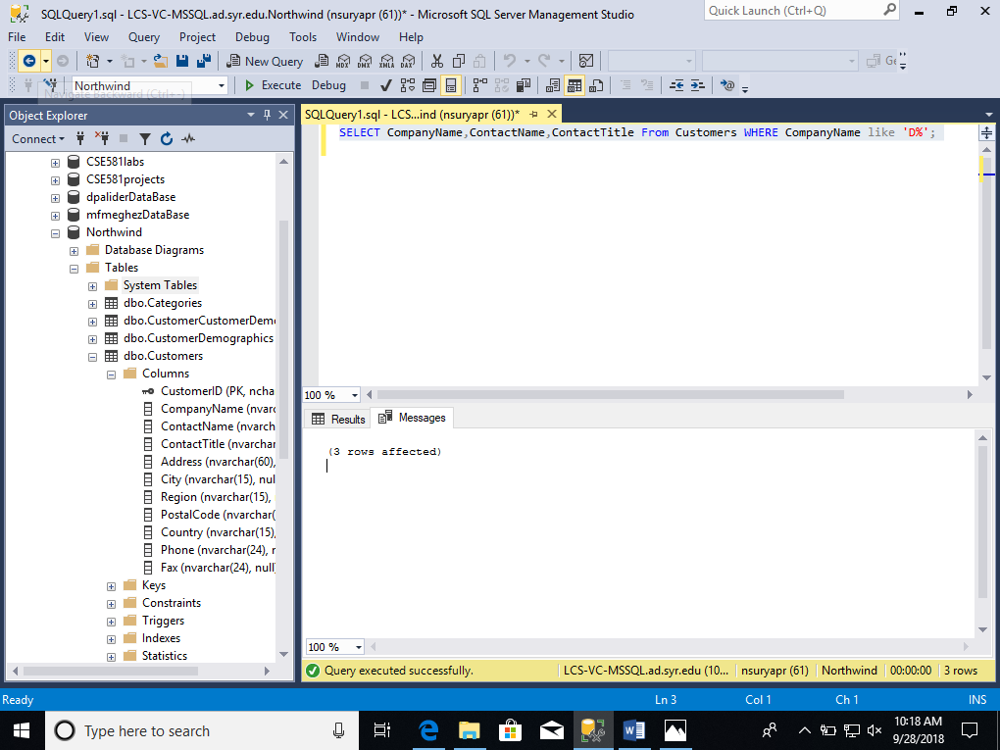 SQLQuery1.sql - LCS-VC-MSSQL.ad.syr.edu.Northwind (nsuryapr (61))* - Microsoft SQL Server Management Studio
Quick Launch (Ctrl+Q)
File Edit View Query Project Debug Tools Window Help
New Query MDX DMX XMLA DAX
Northwind Execute Debug
Navigate Backward (Ctrl+-)
Object Explorer
Connect
CSE581labs
CSE581projects
dpaliderDataBase
mfmeghezDataBase
Northwind
Database Diagrams
Tables
System Tables
dbo.Categories
dbo.CustomerCustomerDem
dbo.CustomerDemographics
dbo.Customers
Columns
CustomerID (PK, ncha
CompanyName (nvarc
ContactName (nvarch
ContactTitle (nvarchar
Address (nvarchar(60),
City (nvarchar(15), nul
Region (nvarchar(15),
PostalCode (nvarchar(
Country (nvarchar(15),
Phone (nvarchar(24), r
Fax (nvarchar(24), null
Keys
Constraints
Triggers
Indexes
Statistics
SQLQuery1.sql - LCS...ind (nsuryapr (61))*
SELECT CompanyName,ContactName,ContactTitle From Customers WHERE CompanyName like 'D%';
100 %
Results Messages
(3 rows affected)
100 %
Query executed successfully. LCS-VC-MSSQL.ad.syr.edu (10... nsuryapr (61) Northwind 00:00:00 3 rows
Ready Ln 3 Col 1 Ch 1 INS
Type here to search
10:18 AM
9/28/2018